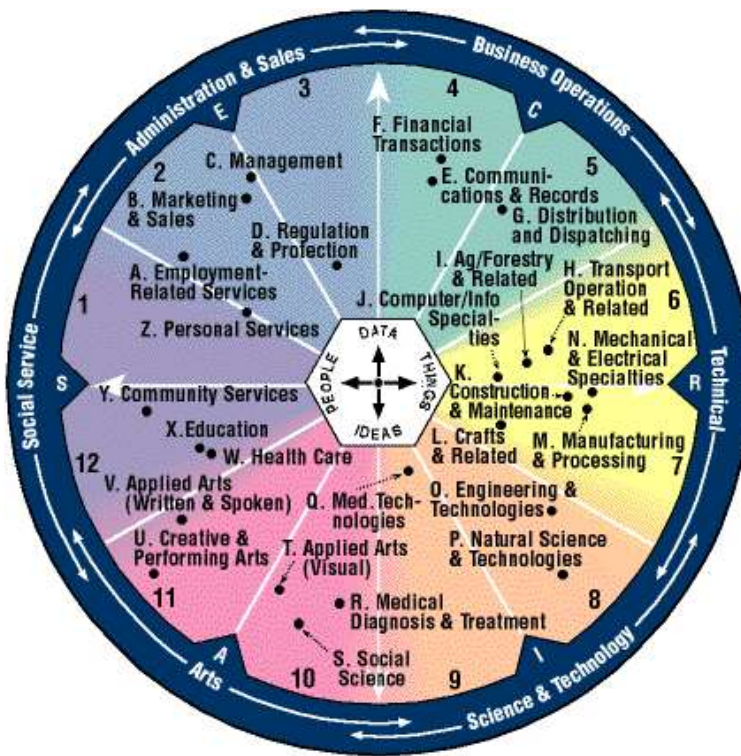 Administration & Sales
Business Operations
Technical
Science & Technology
Arts
Social Service
E
C
R
I
A
S
1
2
3
4
5
6
7
8
9
10
11
12
F. Financial
Transactions
E. Communi-
cations & Records
G. Distribution
and Dispatching
C. Management
B. Marketing
& Sales
D. Regulation
& Protection
A. Employment-
Related Services
Z. Personal Services
I. Ag/Forestry
& Related
H. Transport
Operation
& Related
J. Computer/Info
Special-
ties
N. Mechanical
& Electrical
Specialties
K.
Construction
& Maintenance
L. Crafts
& Related
M. Manufacturing
& Processing
DATA
THINGS
IDEAS
PEOPLE
Y. Community Services
X.Education
W. Health Care
V. Applied Arts
(Written & Spoken)
U. Creative &
Performing Arts
Q. Med.Tech-
nologies
O. Engineering &
Technologies
P. Natural Science
& Technologies
T. Applied Arts
(Visual)
R. Medical
Diagnosis & Treatment
S. Social
Science